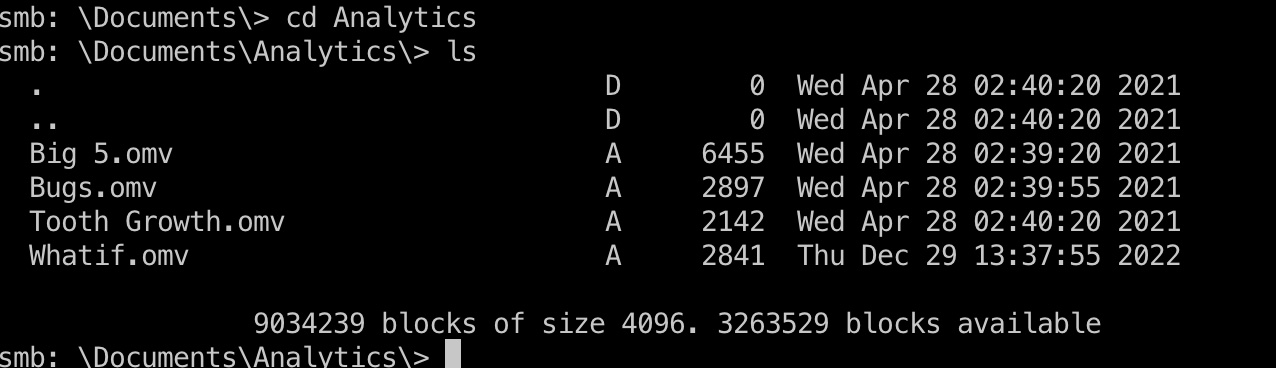 smb: \Documents\> cd Analytics
smb: \Documents\Analytics\> ls
  .                                   D        0  Wed Apr 28 02:40:20 2021
  ..                                  D        0  Wed Apr 28 02:40:20 2021
  Big 5.omv                           A     6455  Wed Apr 28 02:39:20 2021
  Bugs.omv                            A     2897  Wed Apr 28 02:39:55 2021
  Tooth Growth.omv                    A     2142  Wed Apr 28 02:40:20 2021
  Whatif.omv                          A     2841  Thu Dec 29 13:37:55 2022
                9034239 blocks of size 4096. 3263529 blocks available
smb: \Documents\Analytics\>